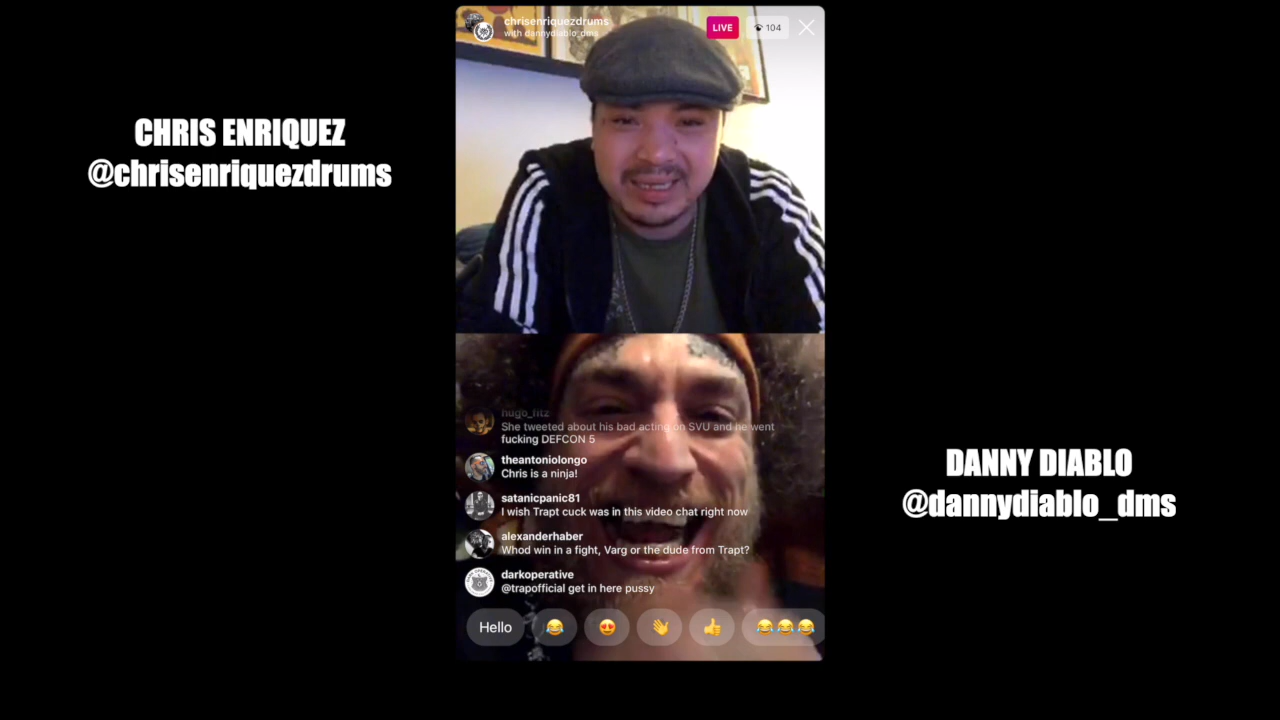 chrisenriquezdrums
with dannydiablo_dms
LIVE
104
CHRIS ENRIQUEZ
@chrisenriquezdrums
hugo_fitz
She tweeted about his bad acting on SVU and he went
fucking DEFCON 5
theantoniolongo
Chris is a ninja!
satanicpanic81
I wish Trapt cuck was in this video chat right now
alexanderhaber
Whod win in a fight, Varg or the dude from Trapt?
darkoperative
@trapofficial get in here pussy
DANNY DIABLO
@dannydiablo_dms
Hello